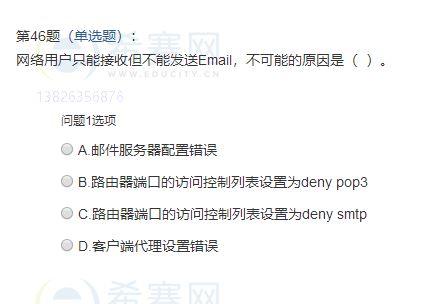 第46题（单选题）：
希赛网
网络用户只能接收但不能发送Email，不可能的原因是（ ）。
WWW.EDUCITY.CN
13826356876
问题1选项
A.邮件服务器配置错误
B.路由器端口的访问控制列表设置为deny pop3
C.路由器端口的访问控制列表设置为deny smtp
D.客户端代理设置错误
希赛网